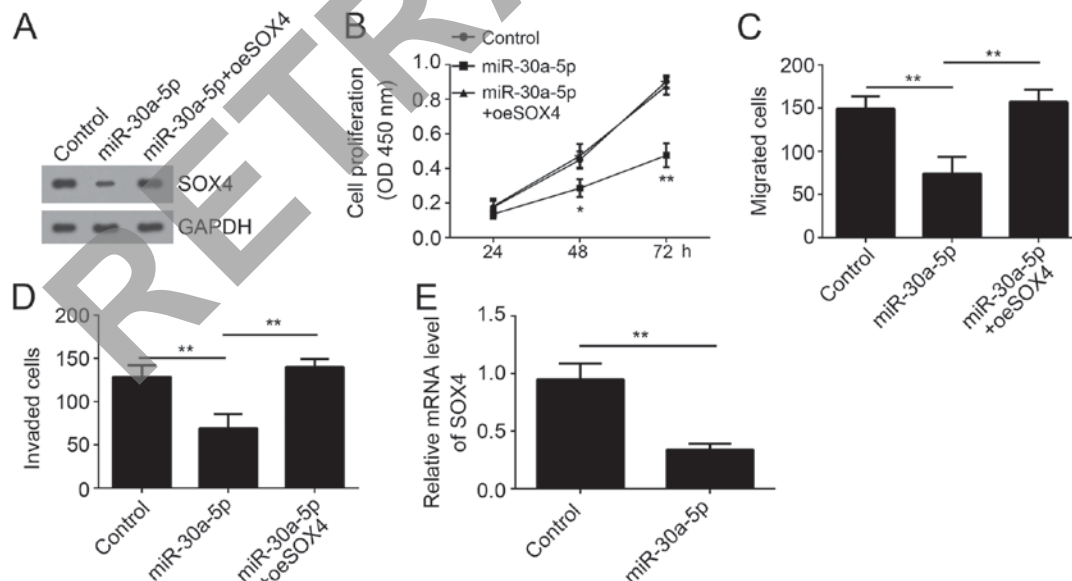 A
Control
miR-30a-5p
miR-30a-5p+oeSOX4
SOX4
GAPDH
B
Control
miR-30a-5p
miR-30a-5p
+oeSOX4
Cell proliferation
(OD 450 nm)
1.0
0.8
0.6
0.4
0.2
0.0
*
**
24
48
72
h
C
Migrated cells
200
150
100
50
0
**
**
Control
miR-30a-5p
miR-30a-5p
+oeSOX4
D
Invaded cells
200
150
100
50
0
**
**
Control
miR-30a-5p
miR-30a-5p
+oeSOX4
E
Relative mRNA level
of SOX4
1.5
1.0
0.5
0.0
**
Control
miR-30a-5p
RETRA